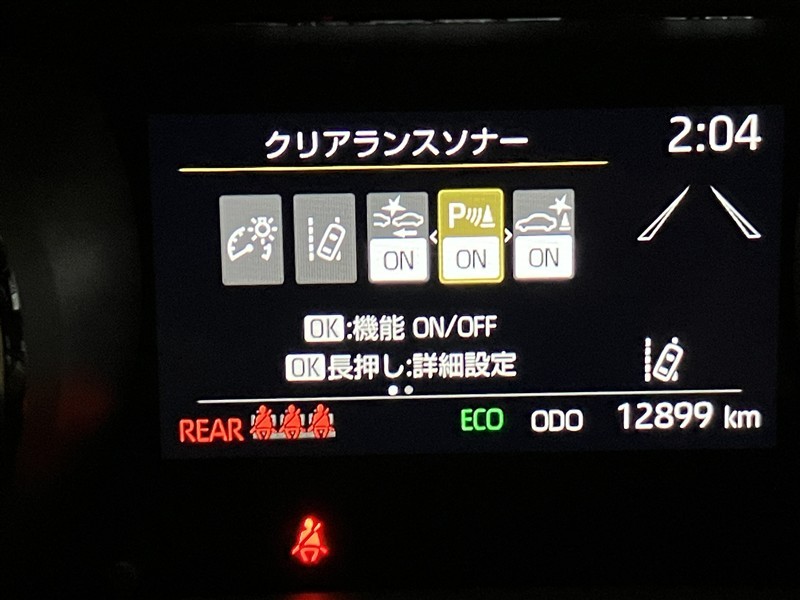 クリアランスソナー
2:04
P
ON
ON
ON
OK:機能 ON/OFF
OK長押し:詳細設定
REAR
ECO
ODO
12899 km